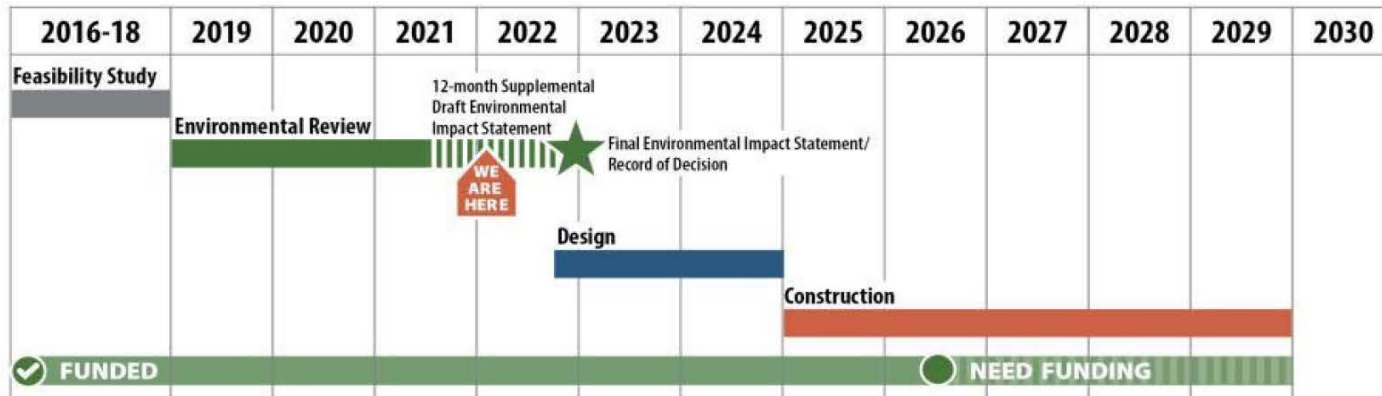 2016-18 2019 2020 2021 2022 2023 2024 2025 2026 2027 2028 2029 2030
Feasibility Study
12-month Supplemental
Draft Environmental
Impact Statement
Environmental Review
Final Environmental Impact Statement/
Record of Decision
WE
ARE
HERE
Design
Construction
FUNDED NEED FUNDING